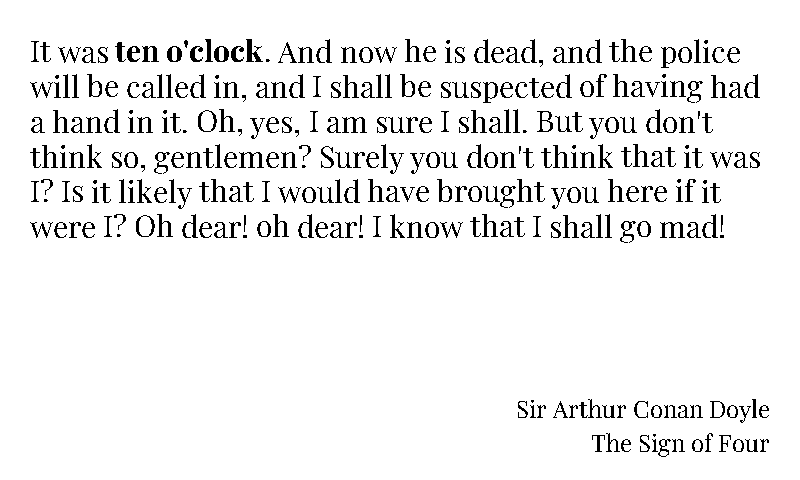 It was ten o'clock. And now he is dead, and the police
will be called in, and I shall be suspected of having had
a hand in it. Oh, yes, I am sure I shall. But you don't
think so, gentlemen? Surely you don't think that it was
I? Is it likely that I would have brought you here if it
were I? Oh dear! oh dear! I know that I shall go mad!
Sir Arthur Conan Doyle
The Sign of Four